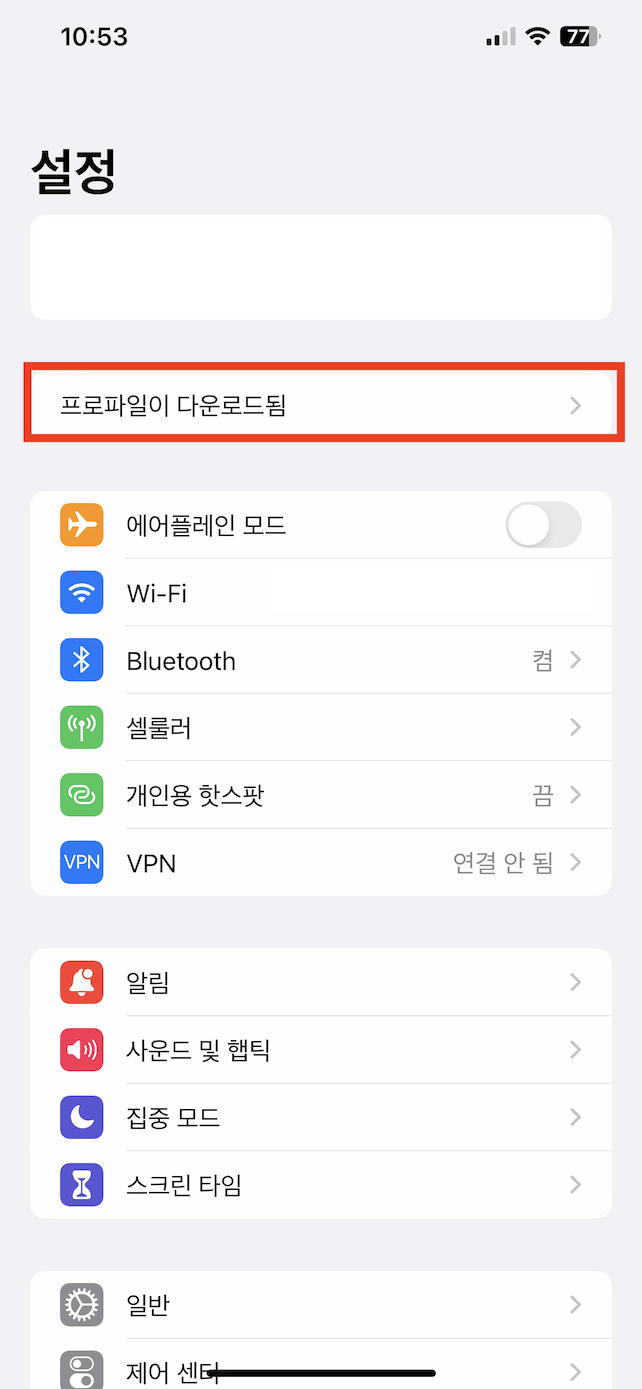 10:53
77
설정
프로파일이 다운로드됨
에어플레인 모드
Wi-Fi
Bluetooth 켬
셀룰러
개인용 핫스팟 끔
VPN VPN 연결 안 됨
알림
사운드 및 햅틱
집중 모드
스크린 타임
일반
제어 센터